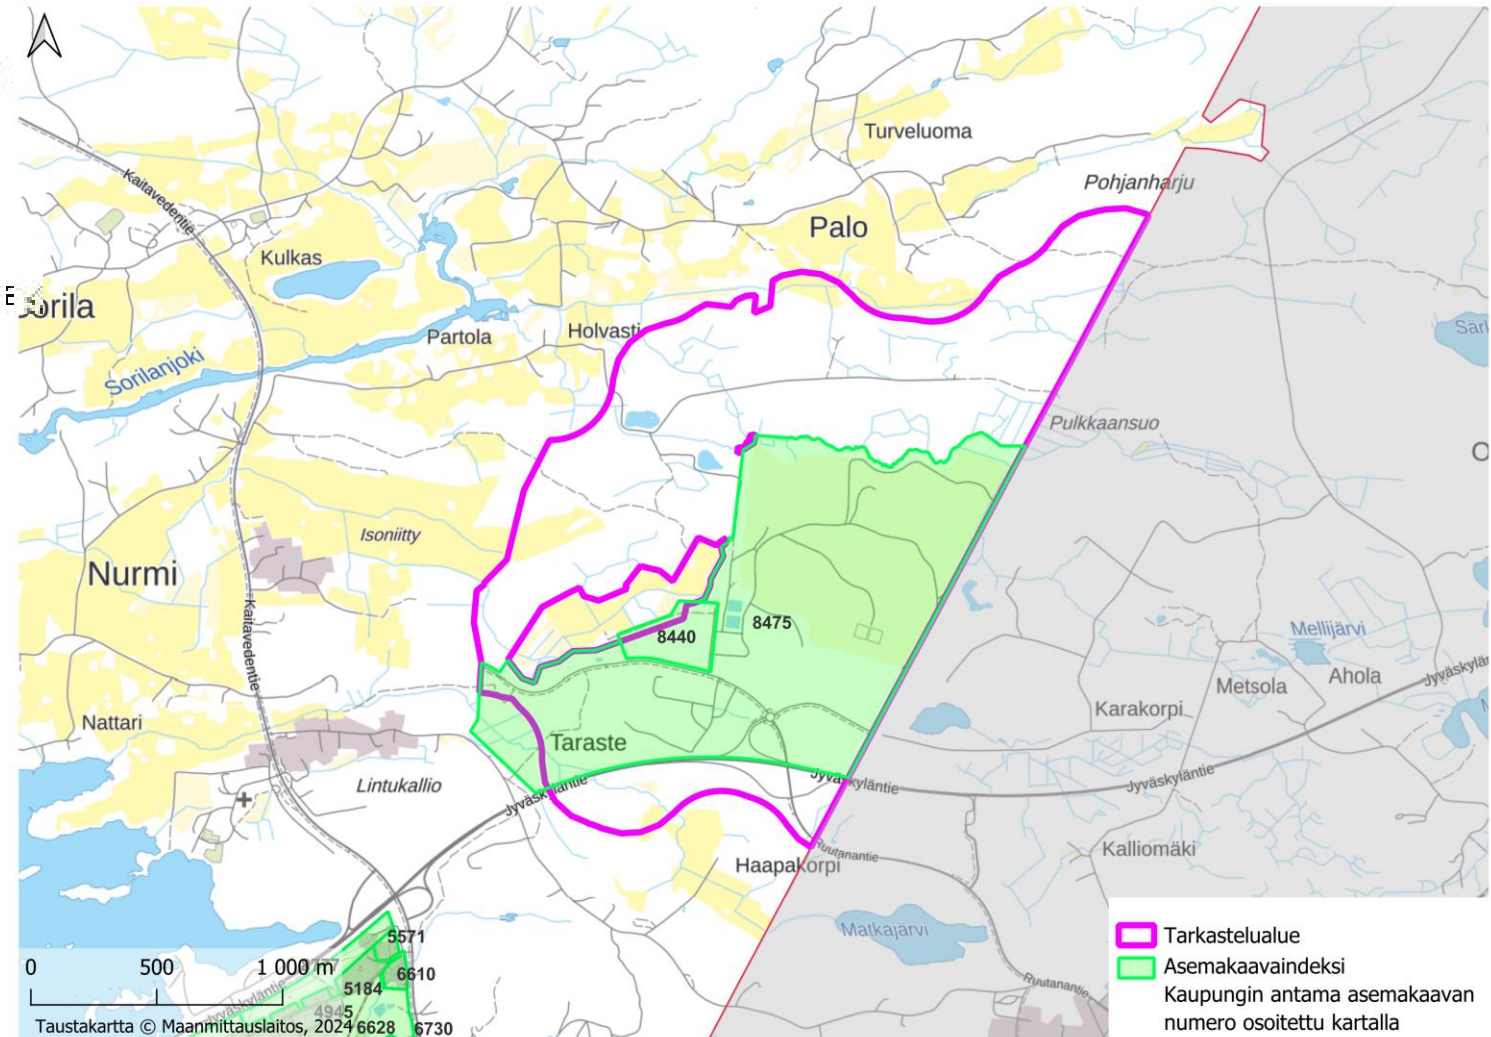 Turveluoma
Pohjanharju
Kaitavedentie
Palo
Kulkas
Sorila
Partola
Holvasti
Sorilanjoki
Pulkkaansuo
Isoniitty
Nurmi
Kaitavedentie
8440
8475
Mellijärvi
Ahola
Metsola
Karakorpi
Nattari
Taraste
Lintukallio
Jyväskyläntie
Jyväskyläntie
Jyväskyläntie
Ruutanantie
Kalliomäki
Haapakorpi
Matkajärvi
Ruutanantie
5571
6610
5184
4945
6628
6730
Jyväskyläntie
0 500 1 000 m
Taustakartta © Maanmittauslaitos, 2024
Tarkastelualue
Asemakaavaindeksi
Kaupungin antama asemakaavan
numero osoitettu kartalla